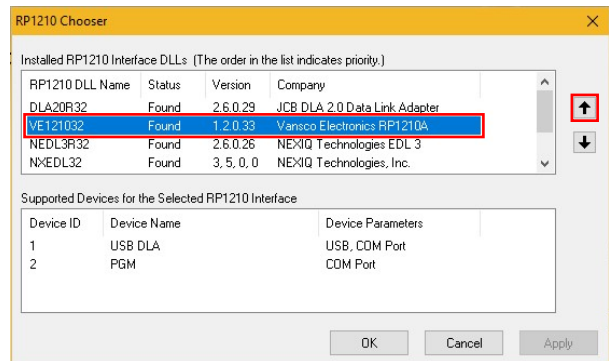 RP1210 Chooser
Installed RP1210 Interface DLLs (The order in the list indicates priority.)
RP1210 DLL Name Status Version Company
DLA20R32 Found 2.6.0.29 JCB DLA 2.0 Data Link Adapter
VE121032 Found 1.2.0.33 Vansco Electronics RP1210A
NEDL3R32 Found 2.6.0.26 NEXIQ Technologies EDL 3
NXEDL32 Found 3, 5, 0, 0 NEXIQ Technologies, Inc.
Supported Devices for the Selected RP1210 Interface
Device ID Device Name Device Parameters
1 USB DLA USB, COM Port
2 PGM COM Port
OK Cancel Apply